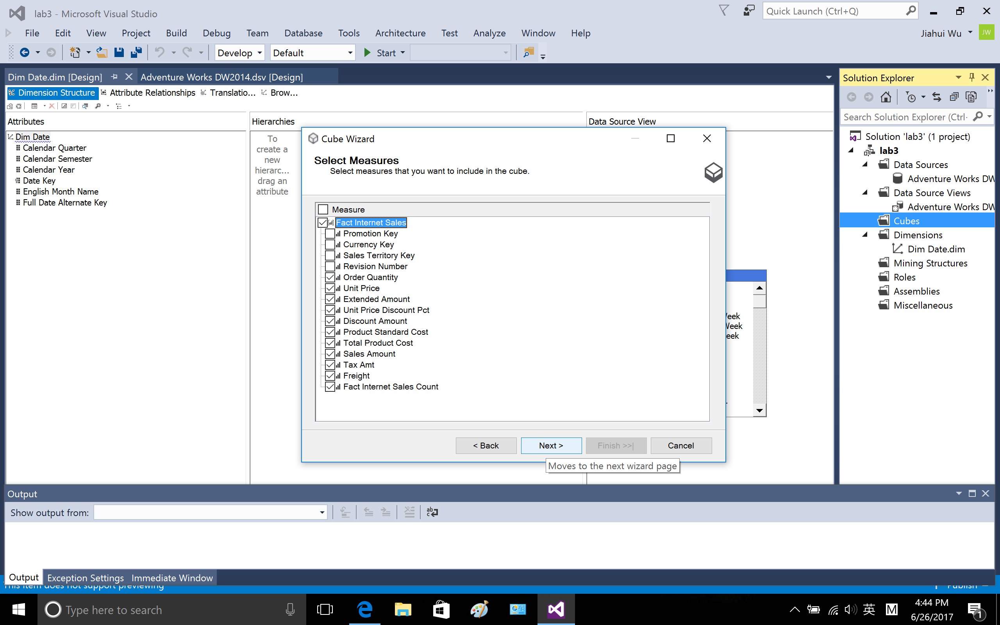 lab3 - Microsoft Visual Studio
Quick Launch (Ctrl+Q)
File Edit View Project Build Debug Team Database Tools Architecture Test Analyze Window Help
Jiahui Wu
JW
Develop
Default
Start
Dim Date.dim [Design]
Adventure Works DW2014.dsv [Design]
Dimension Structure
Attribute Relationships
Translatio...
Brow...
Attributes
Dim Date
Calendar Quarter
Calendar Semester
Calendar Year
Date Key
English Month Name
Full Date Alternate Key
Hierarchies
To
create a
new
hierarc...
drag an
attribute
Data Source View
Week
eek
Cube Wizard
Select Measures
Select measures that you want to include in the cube.
Measure
Fact Internet Sales
Promotion Key
Currency Key
Sales Territory Key
Revision Number
Order Quantity
Unit Price
Extended Amount
Unit Price Discount Pct
Discount Amount
Product Standard Cost
Total Product Cost
Sales Amount
Tax Amt
Freight
Fact Internet Sales Count
< Back
Next >
Finish >>|
Cancel
Moves to the next wizard page
Solution Explorer
Search Solution Explorer (Ctrl-
Solution 'lab3' (1 project)
lab3
Data Sources
Adventure Works DW
Data Source Views
Adventure Works DW
Cubes
Dimensions
Dim Date.dim
Mining Structures
Roles
Assemblies
Miscellaneous
Output
Show output from:
Output
Exception Settings
Immediate Window
This item does not support previewing
Publish
Type here to search
英
M
4:44 PM
6/26/2017
1